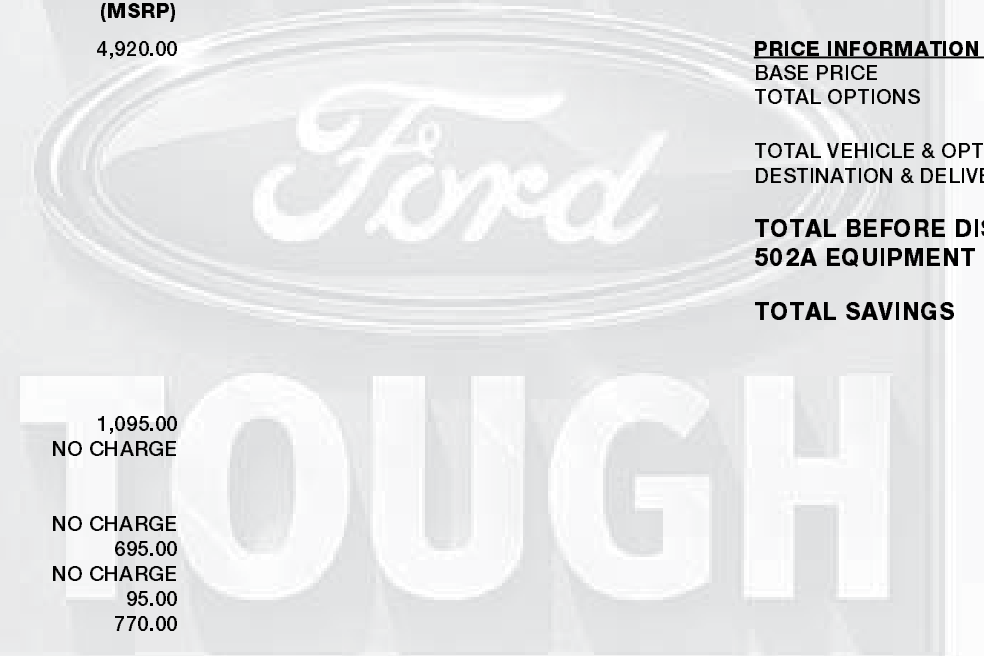 (MSRP)
4,920.00
1,095.00
NO CHARGE
NO CHARGE
695.00
NO CHARGE
95.00
770.00
PRICE INFORMATION
BASE PRICE
TOTAL OPTIONS
TOTAL VEHICLE & OPT
DESTINATION & DELIVE
TOTAL BEFORE DIS
502A EQUIPMENT
TOTAL SAVINGS
Ford
TOUGH